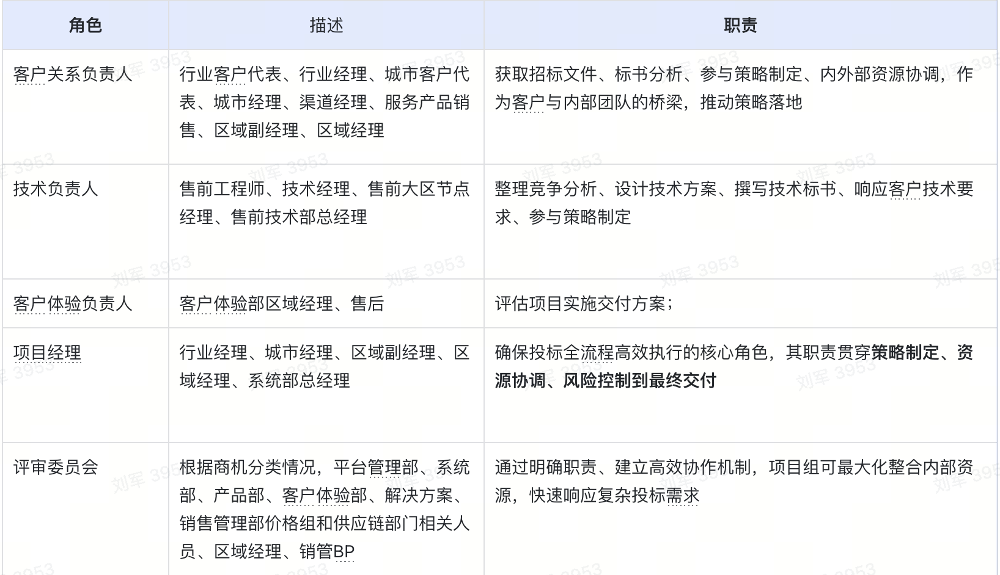 角色
描述
职责
客户关系负责人
行业客户代表、行业经理、城市客户代
表、城市经理、渠道经理、服务产品销
售、区域副经理、区域经理
获取招标文件、标书分析、参与策略制定、内外部资源协调，作
为客户与内部团队的桥梁，推动策略落地
技术负责人
售前工程师、技术经理、售前大区节点
经理、售前技术部总经理
整理竞争分析、设计技术方案、撰写技术标书、响应客户技术要
求、参与策略制定
客户体验负责人
客户体验部区域经理、售后
评估项目实施交付方案；
项目经理
行业经理、城市经理、区域副经理、区
域经理、系统部总经理
确保投标全流程高效执行的核心角色，其职责贯穿策略制定、资
源协调、风险控制到最终交付
评审委员会
根据商机分类情况，平台管理部、系统
部、产品部、客户体验部、解决方案、
销售管理部价格组和供应链部门相关人
员、区域经理、销管BP
通过明确职责、建立高效协作机制，项目组可最大化整合内部资
源，快速响应复杂投标需求
刘军 3953